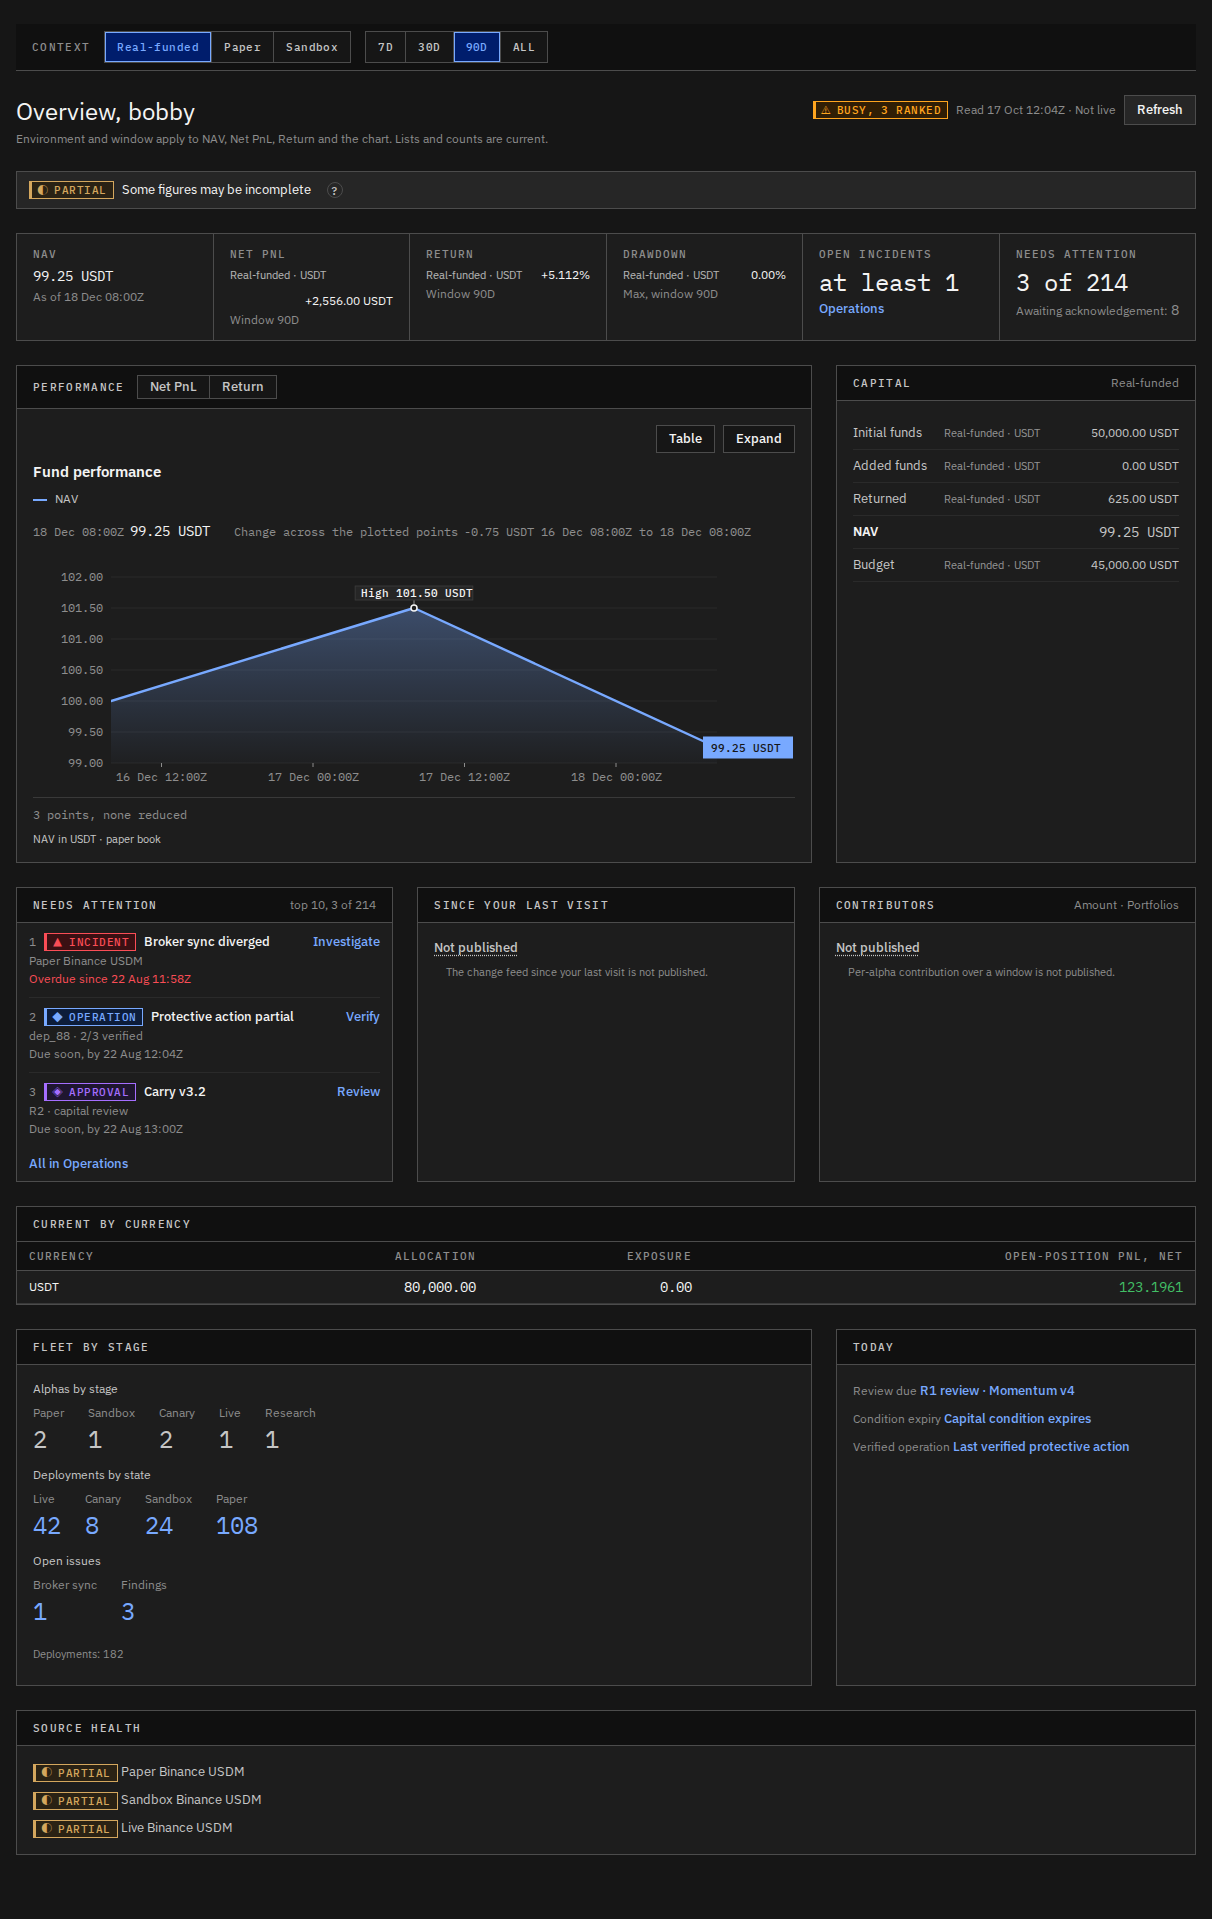 CONTEXT Real-funded Paper Sandbox 7D 30D 90D ALL
Overview, bobby
⚠ BUSY, 3 RANKED Read 17 Oct 12:04Z · Not live Refresh
Environment and window apply to NAV, Net PnL, Return and the chart. Lists and counts are current.
PARTIAL Some figures may be incomplete ?
NAV
99.25 USDT
As of 18 Dec 08:00Z
NET PNL
Real-funded · USDT
+2,556.00 USDT
Window 90D
RETURN
Real-funded · USDT +5.112%
Window 90D
DRAWDOWN
Real-funded · USDT 0.00%
Max, window 90D
OPEN INCIDENTS
at least 1
Operations
NEEDS ATTENTION
3 of 214
Awaiting acknowledgement: 8
PERFORMANCE Net PnL Return
Table Expand
Fund performance
NAV
18 Dec 08:00Z 99.25 USDT Change across the plotted points -0.75 USDT 16 Dec 08:00Z to 18 Dec 08:00Z
102.00
High 101.50 USDT
101.50
101.00
100.50
100.00
99.50
99.25 USDT
99.00
16 Dec 12:00Z 17 Dec 00:00Z 17 Dec 12:00Z 18 Dec 00:00Z
3 points, none reduced
NAV in USDT · paper book
CAPITAL Real-funded
Initial funds Real-funded · USDT 50,000.00 USDT
Added funds Real-funded · USDT 0.00 USDT
Returned Real-funded · USDT 625.00 USDT
NAV 99.25 USDT
Budget Real-funded · USDT 45,000.00 USDT
NEEDS ATTENTION top 10, 3 of 214
1 INCIDENT Broker sync diverged Investigate
Paper Binance USDM
Overdue since 22 Aug 11:58Z
2 OPERATION Protective action partial Verify
dep_88 · 2/3 verified
Due soon, by 22 Aug 12:04Z
3 APPROVAL Carry v3.2 Review
R2 · capital review
Due soon, by 22 Aug 13:00Z
All in Operations
SINCE YOUR LAST VISIT
Not published
The change feed since your last visit is not published.
CONTRIBUTORS Amount · Portfolios
Not published
Per-alpha contribution over a window is not published.
CURRENT BY CURRENCY
CURRENCY ALLOCATION EXPOSURE OPEN-POSITION PNL, NET
USDT 80,000.00 0.00 123.1961
FLEET BY STAGE
Alphas by stage
Paper Sandbox Canary Live Research
2 1 2 1 1
Deployments by state
Live Canary Sandbox Paper
42 8 24 108
Open issues
Broker sync Findings
1 3
Deployments: 182
TODAY
Review due R1 review · Momentum v4
Condition expiry Capital condition expires
Verified operation Last verified protective action
SOURCE HEALTH
PARTIAL Paper Binance USDM
PARTIAL Sandbox Binance USDM
PARTIAL Live Binance USDM